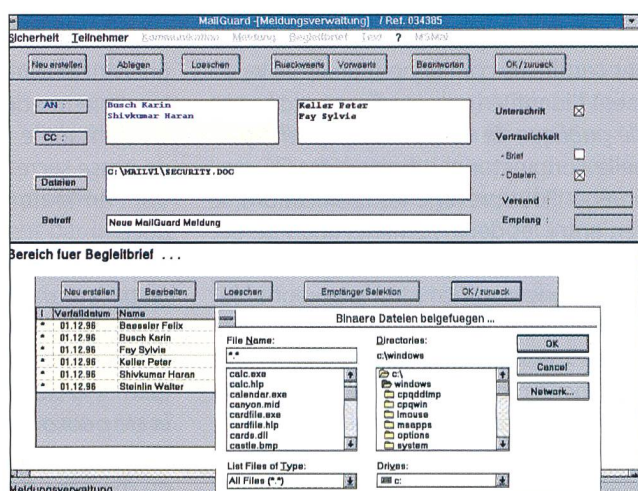 MailGuard -[Meldungsverwaltung] / Ref. 034385
Sicherheit Teilnehmer Kommunikation Meldung Begleitbrief Text ? MSMail
Neu erstellen Ablegen Loeschen Rueckwaerts Vorwaerts Beantworten OK/zurueck
AN :
Busch Karin
Shivkumar Haran
Keller Peter
Fay Sylvie
CC :
Unterschrift
Vertraulichkeit
- Brief
- Dateien
Dateien
C:\MAILV1\SECURITY.DOC
Versand :
Empfang :
Betreff
Neue MailGuard Meldung
Bereich fuer Begleitbrief . . .
Neu erstellen Bearbeiten Loeschen Empfänger Selektion OK/zurueck
I Verfalldatum Name
* 01.12.96 Baessler Felix
* 01.12.96 Busch Karin
* 01.12.96 Fay Sylvie
* 01.12.96 Keller Peter
* 01.12.96 Shivkumar Haran
* 01.12.96 Steinlin Walter
Binaere Dateien beigefuegen ...
File Name:
*.*
calc.exe
calc.hlp
calendar.exe
canyon.mid
cardfile.exe
cardfile.hlp
cards.dll
castle.bmp
Directories:
c:\windows
c:\
windows
cpqddtmp
cpqwin
lmouse
msapps
options
system
OK
Cancel
Network...
List Files of Type:
All Files (*.*)
Drives:
c:
Meldungsverwaltung